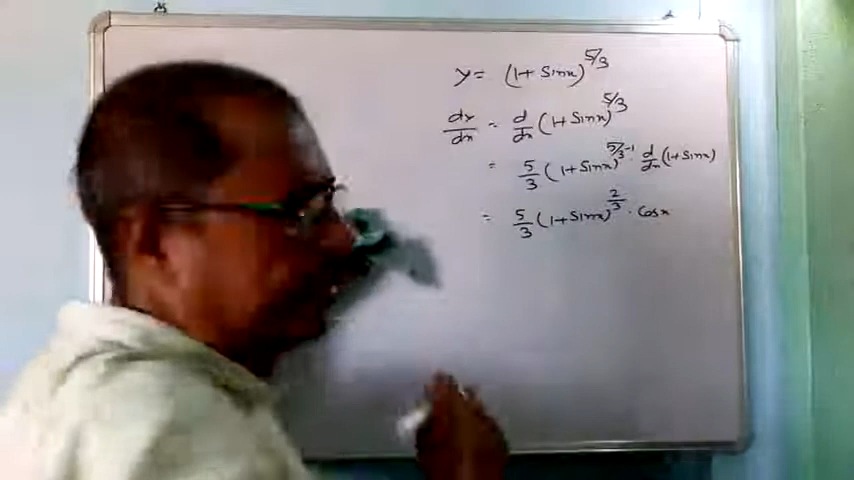 y = (1 + Sinx)^5/3
dy/dx = d/dx (1 + Sinx)^5/3
= 5/3 (1 + Sinx)^5/3 -1 . d/dx (1 + Sinx)
= 5/3 (1 + Sinx)^2/3 . Cosx